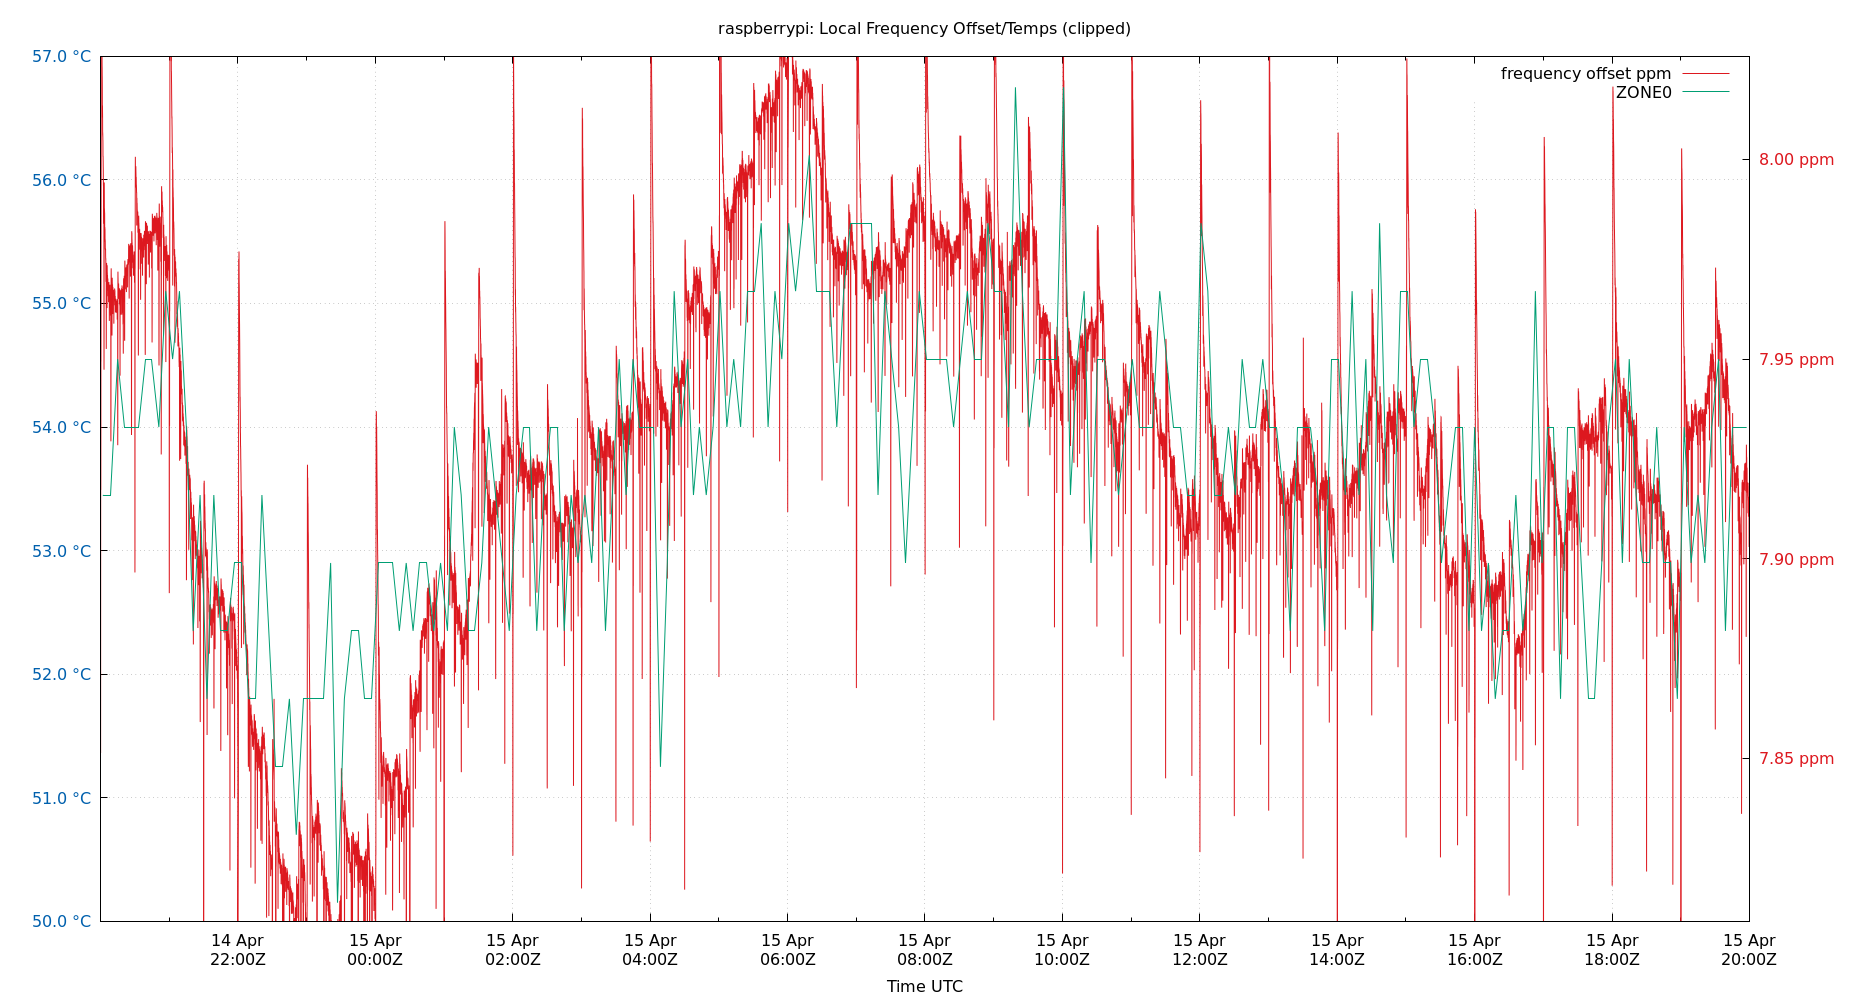 raspberrypi: Local Frequency Offset/Temps (clipped)
57.0 °C
56.0 °C
55.0 °C
54.0 °C
53.0 °C
52.0 °C
51.0 °C
50.0 °C
frequency offset ppm
ZONE0
8.00 ppm
7.95 ppm
7.90 ppm
7.85 ppm
14 Apr
22:00Z
15 Apr
00:00Z
15 Apr
02:00Z
15 Apr
04:00Z
15 Apr
06:00Z
15 Apr
08:00Z
15 Apr
10:00Z
15 Apr
12:00Z
15 Apr
14:00Z
15 Apr
16:00Z
15 Apr
18:00Z
15 Apr
20:00Z
Time UTC